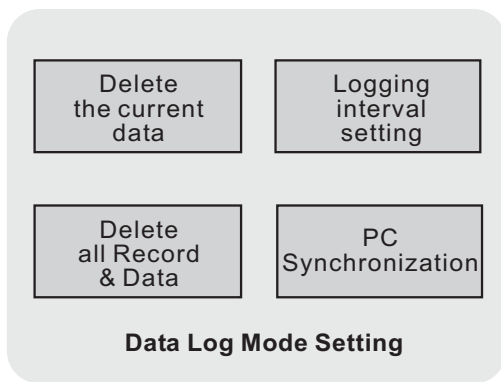 Delete
the current
data
Logging
interval
setting
Delete
all Record
& Data
PC
Synchronization
Data Log Mode Setting